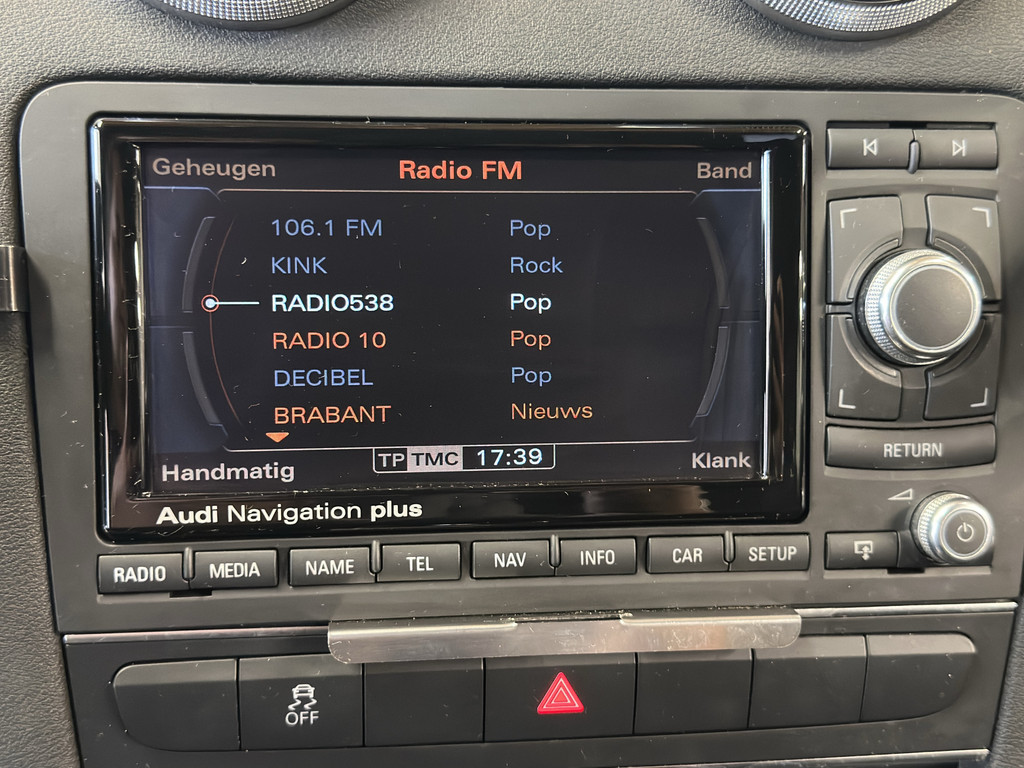 Geheugen Radio FM Band
106.1 FM Pop
KINK Rock
RADIO538 Pop
RADIO 10 Pop
DECIBEL Pop
BRABANT Nieuws
Handmatig TP TMC 17:39 Klank
Audi Navigation plus
RETURN
RADIO MEDIA NAME TEL NAV INFO CAR SETUP
OFF